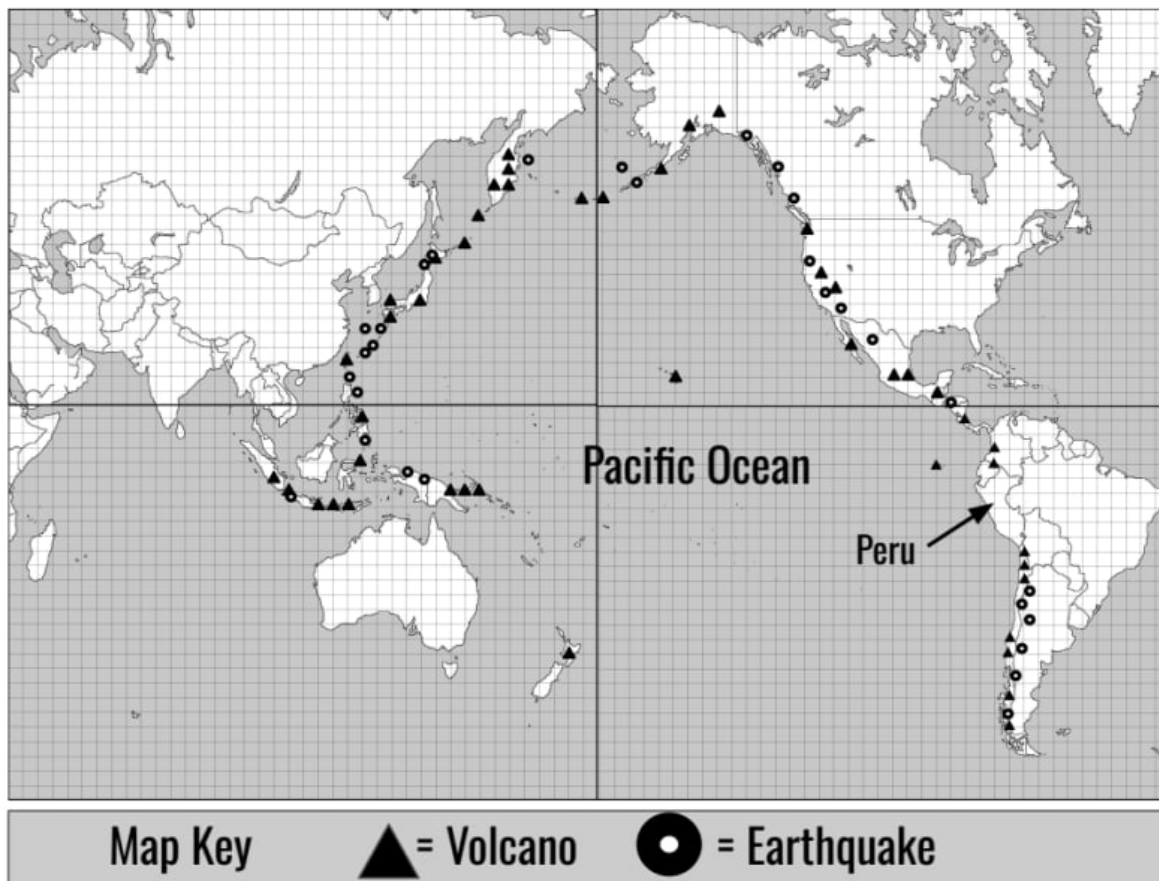 Pacific Ocean
Peru
Map Key = Volcano = Earthquake